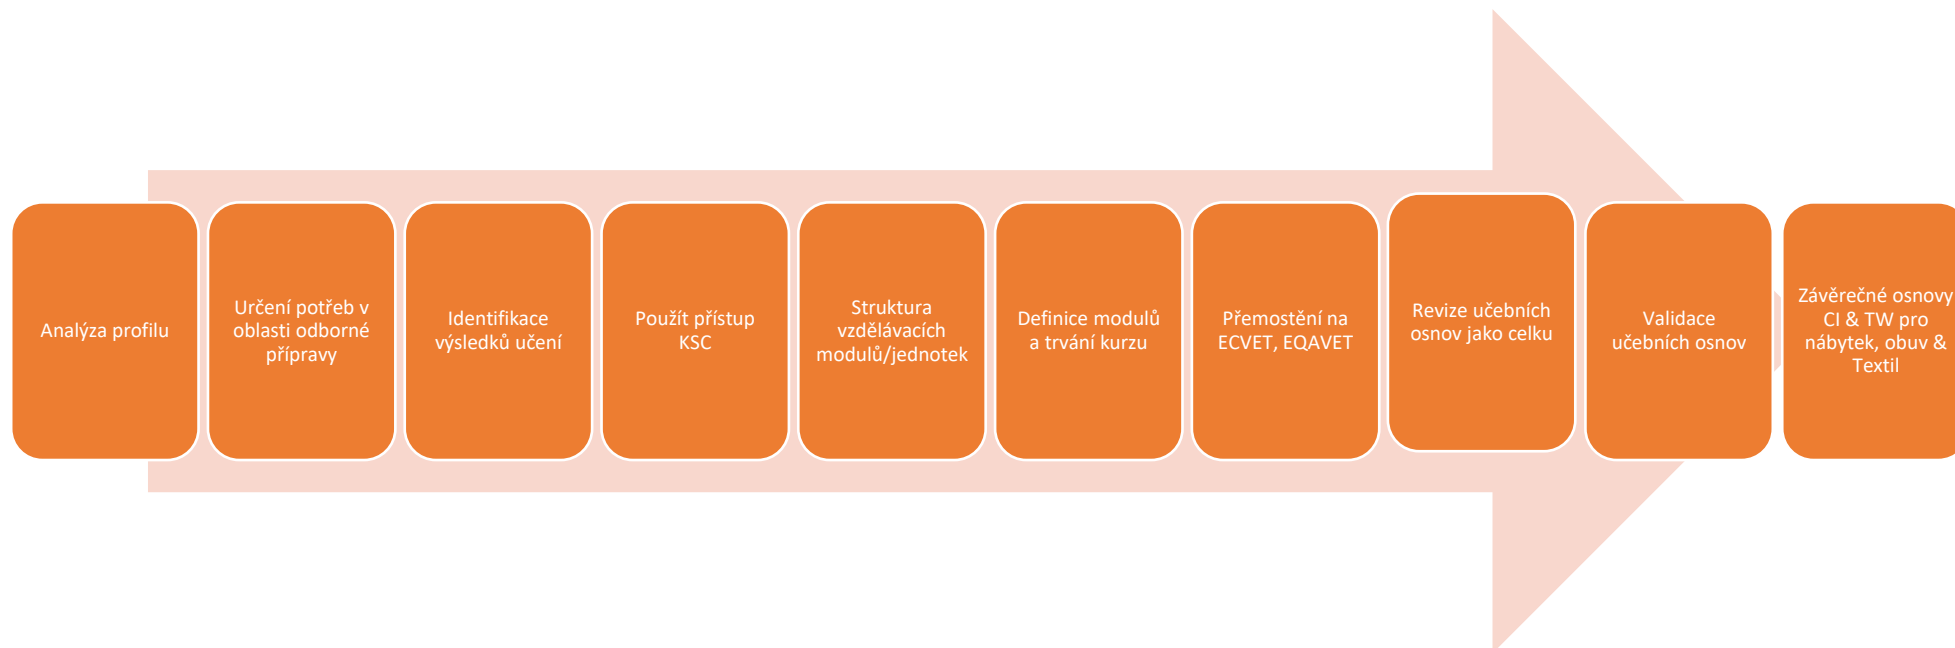 Analýza profilu
Určení potřeb v
oblasti odborné
přípravy
Identifikace
výsledků učení
Použít přístup
KSC
Struktura
vzdělávacích
modulů/jednotek
Definice modulů
a trvání kurzu
Přemostění na
ECVET, EQAVET
Revize učebních
osnov jako celku
Validace
učebních osnov
Závěrečné osnovy
CI & TW pro
nábytek, obuv &
Textil